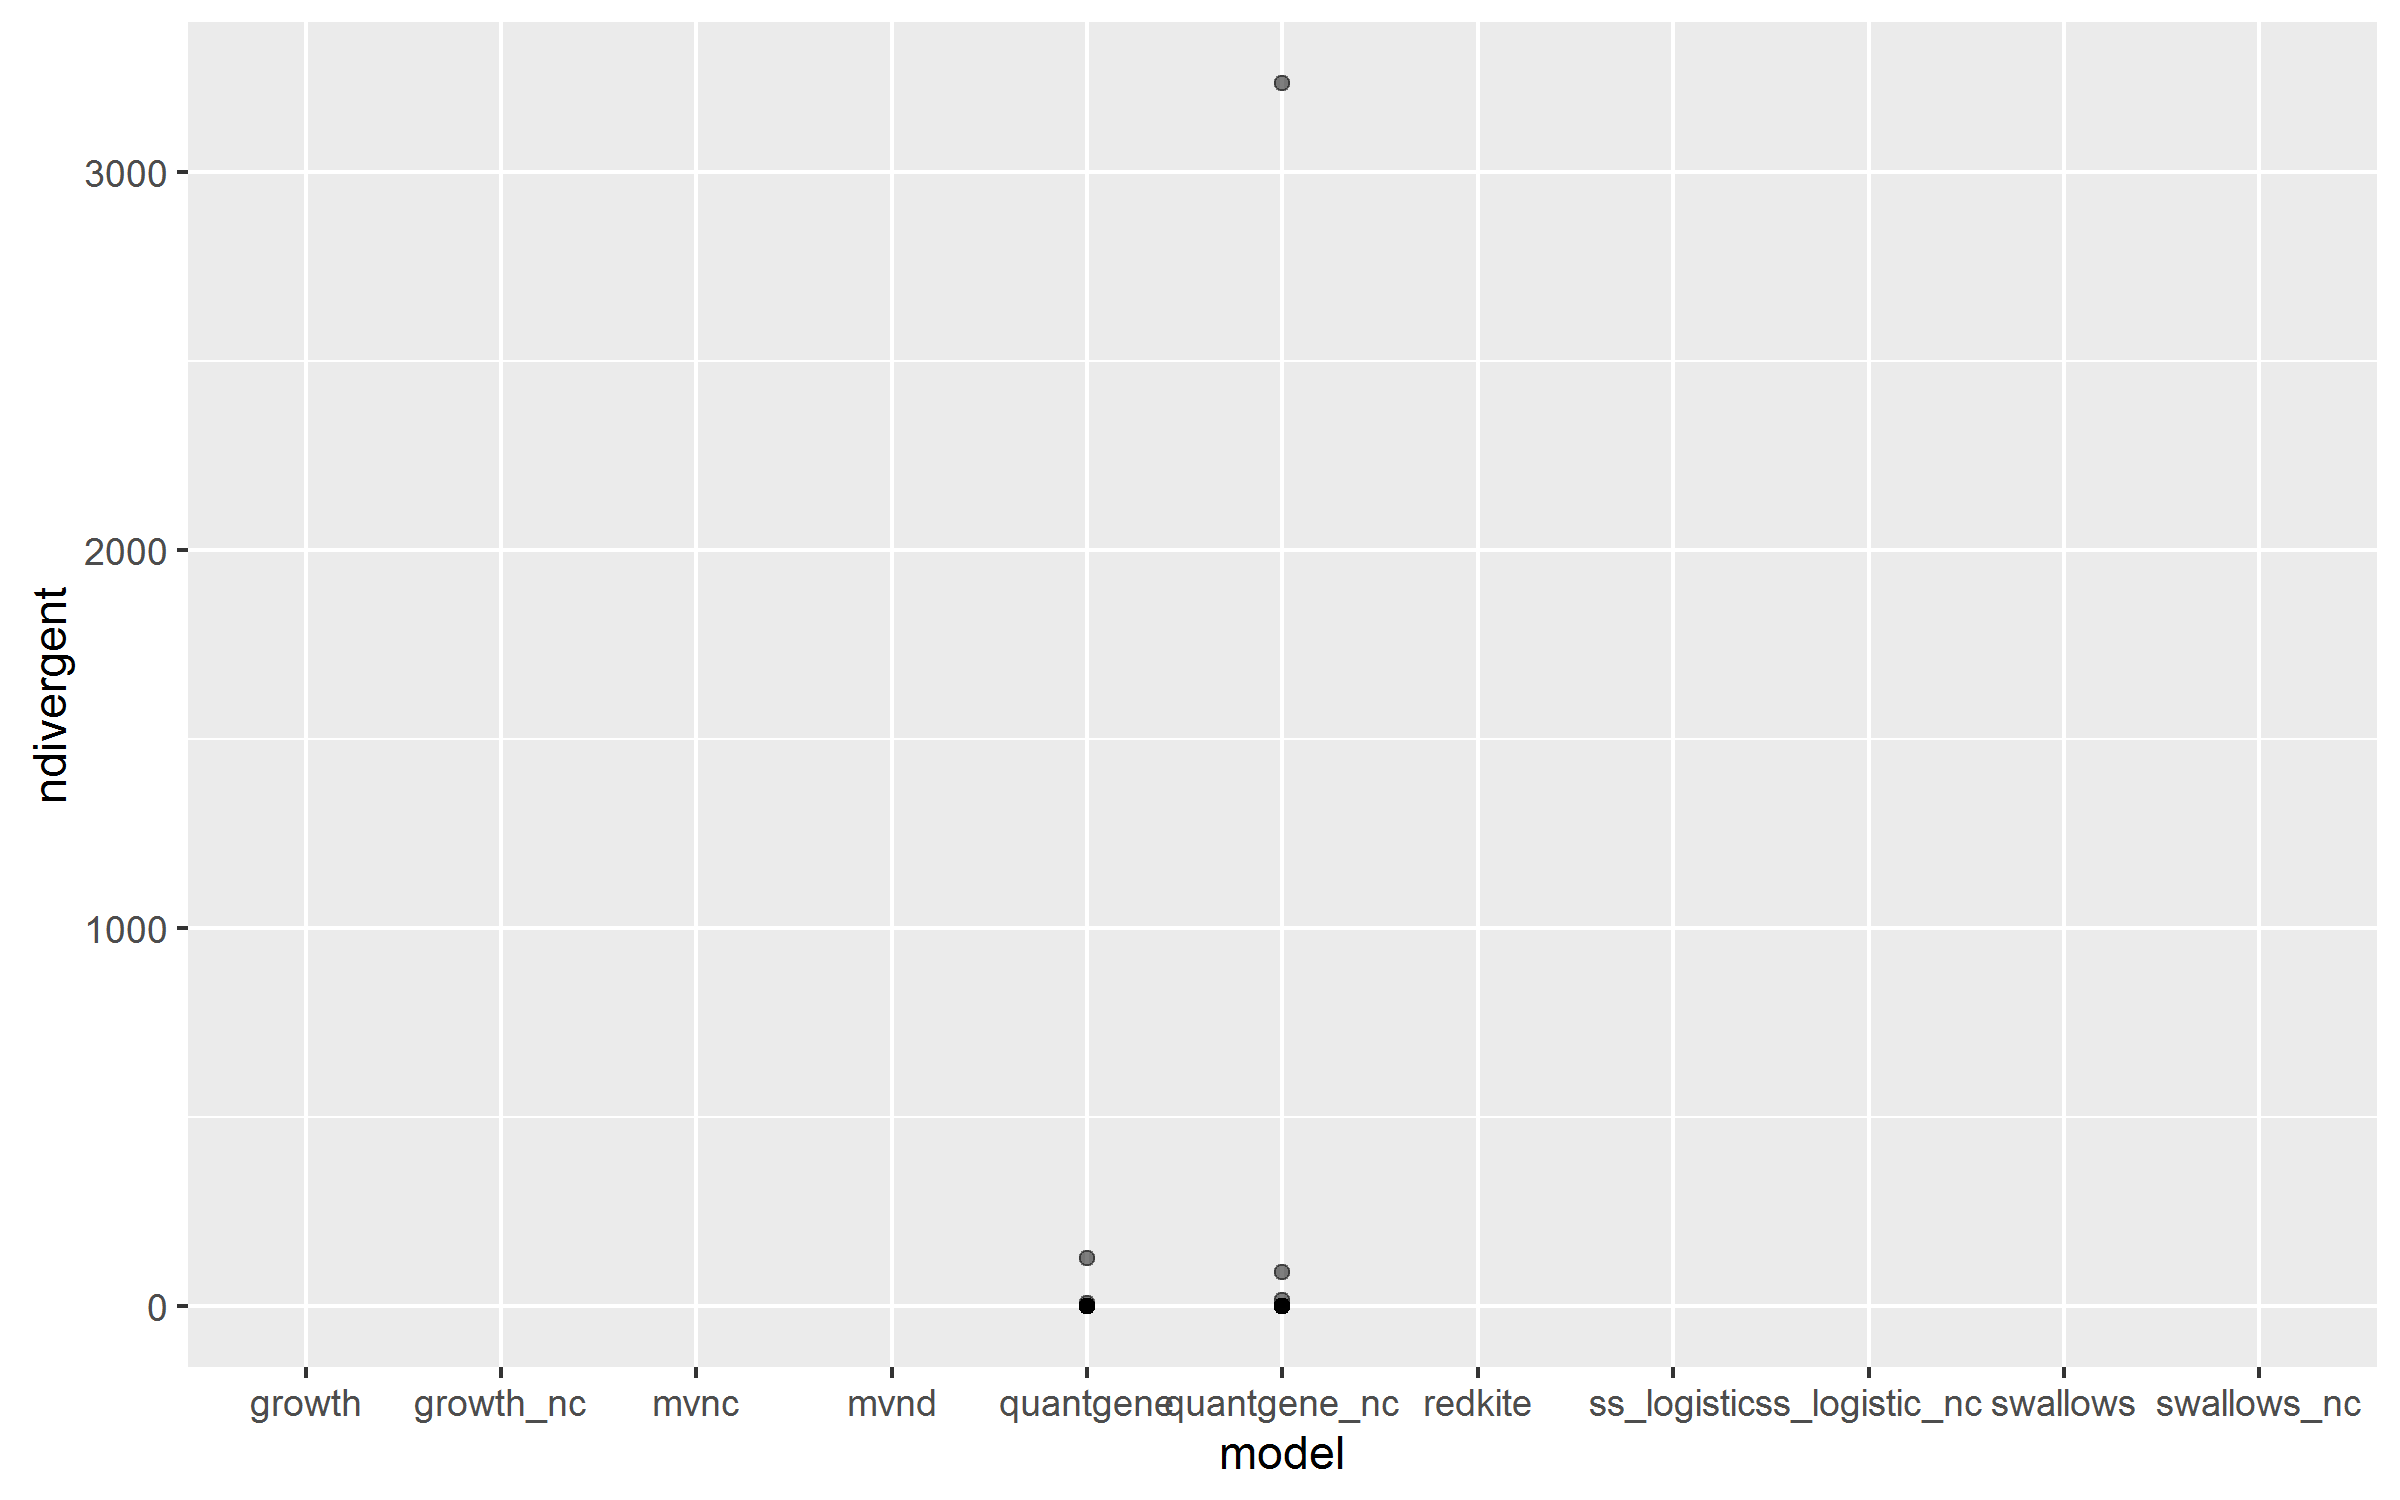 ndivergent
3000
2000
1000
0
growth growth_nc mvnc mvnd quantgene quantgene_nc redkite ss_logistic ss_logistic_nc swallows swallows_nc
model